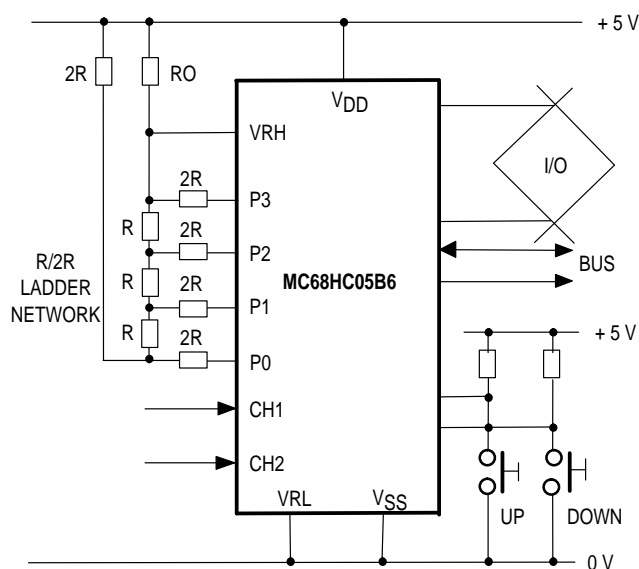 + 5 V
2R
RO
VDD
VRH
I/O
2R
P3
R
2R
P2
BUS
R/2R
LADDER
NETWORK
R
MC68HC05B6
2R
P1
R
2R
P0
+ 5 V
CH1
CH2
VRL
VSS
UP
DOWN
0 V